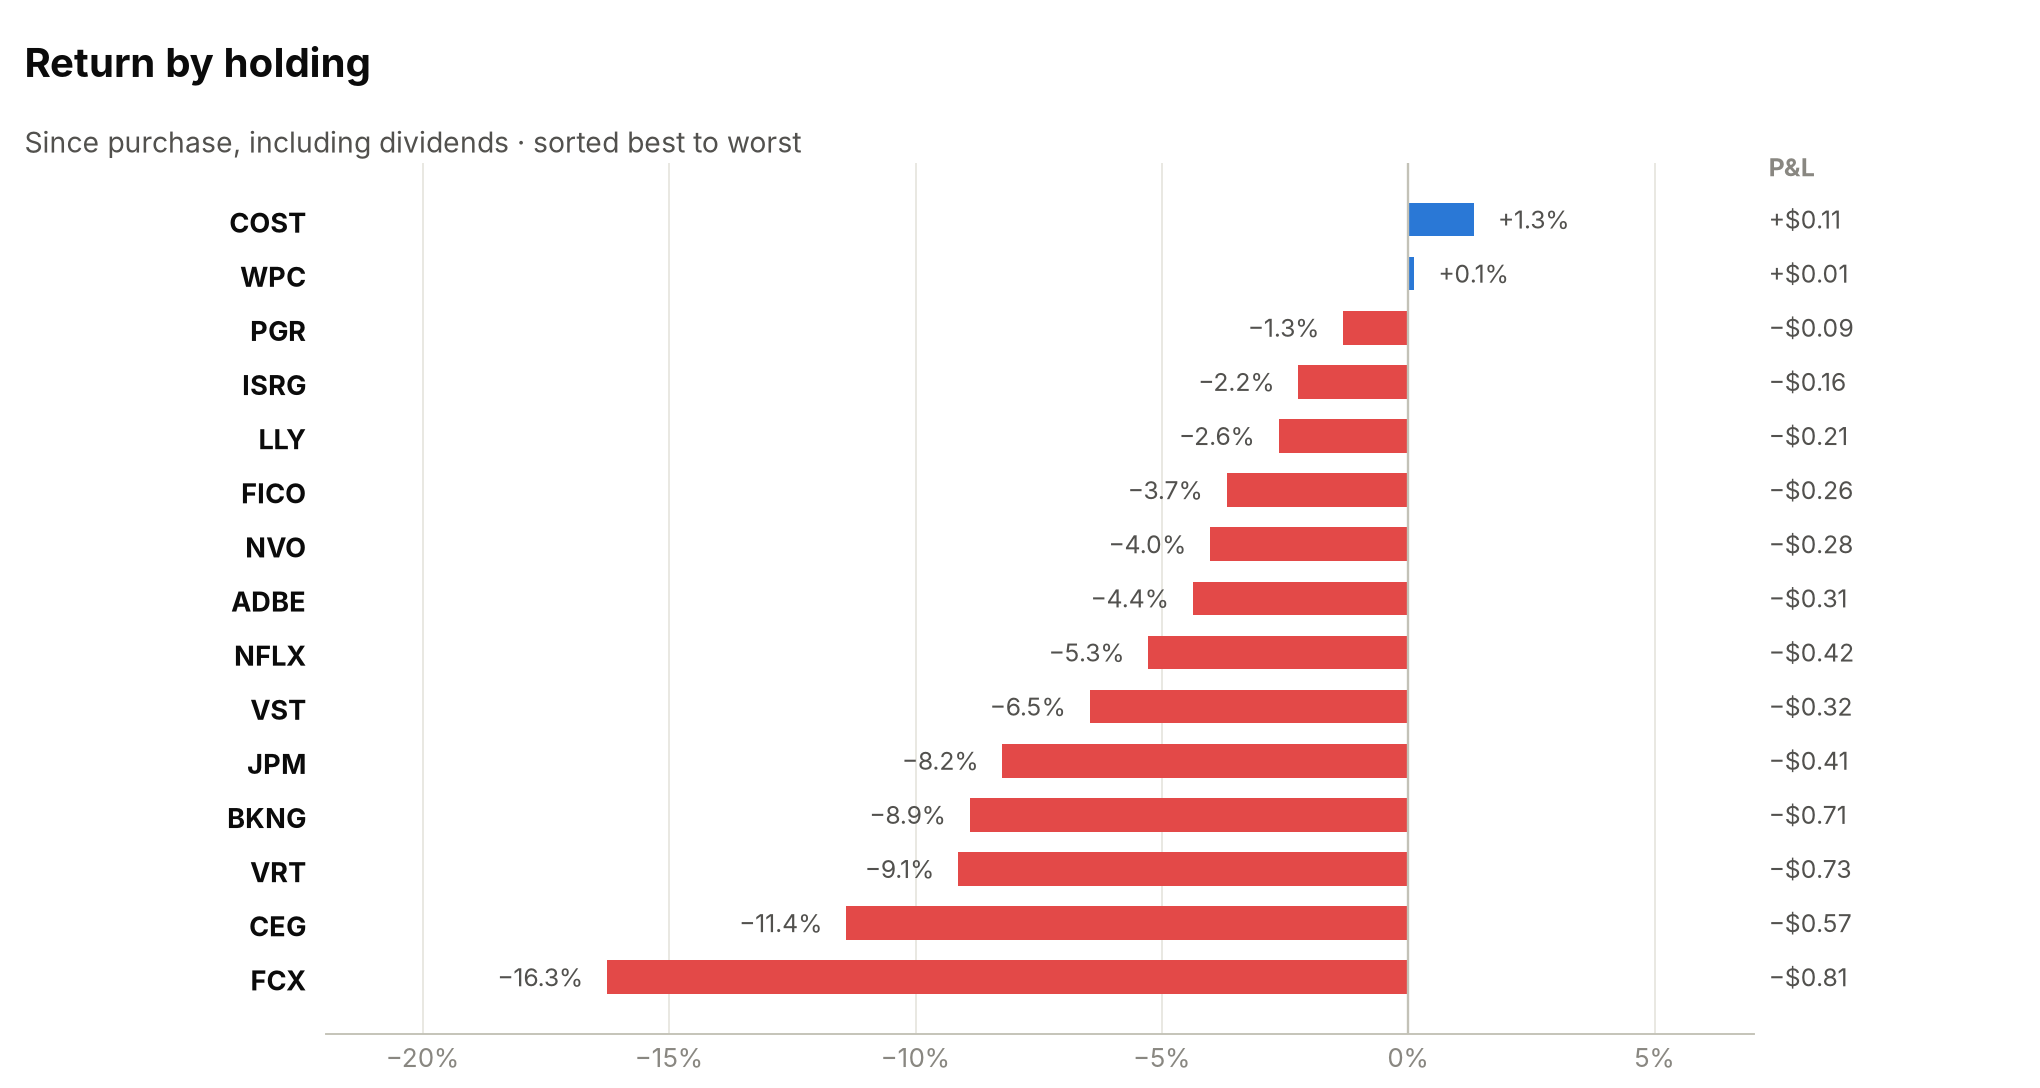 Return by holding
Since purchase, including dividends · sorted best to worst
P&L
COST +1.3% +$0.11
WPC +0.1% +$0.01
PGR −1.3% −$0.09
ISRG −2.2% −$0.16
LLY −2.6% −$0.21
FICO −3.7% −$0.26
NVO −4.0% −$0.28
ADBE −4.4% −$0.31
NFLX −5.3% −$0.42
VST −6.5% −$0.32
JPM −8.2% −$0.41
BKNG −8.9% −$0.71
VRT −9.1% −$0.73
CEG −11.4% −$0.57
FCX −16.3% −$0.81
−20% −15% −10% −5% 0% 5%